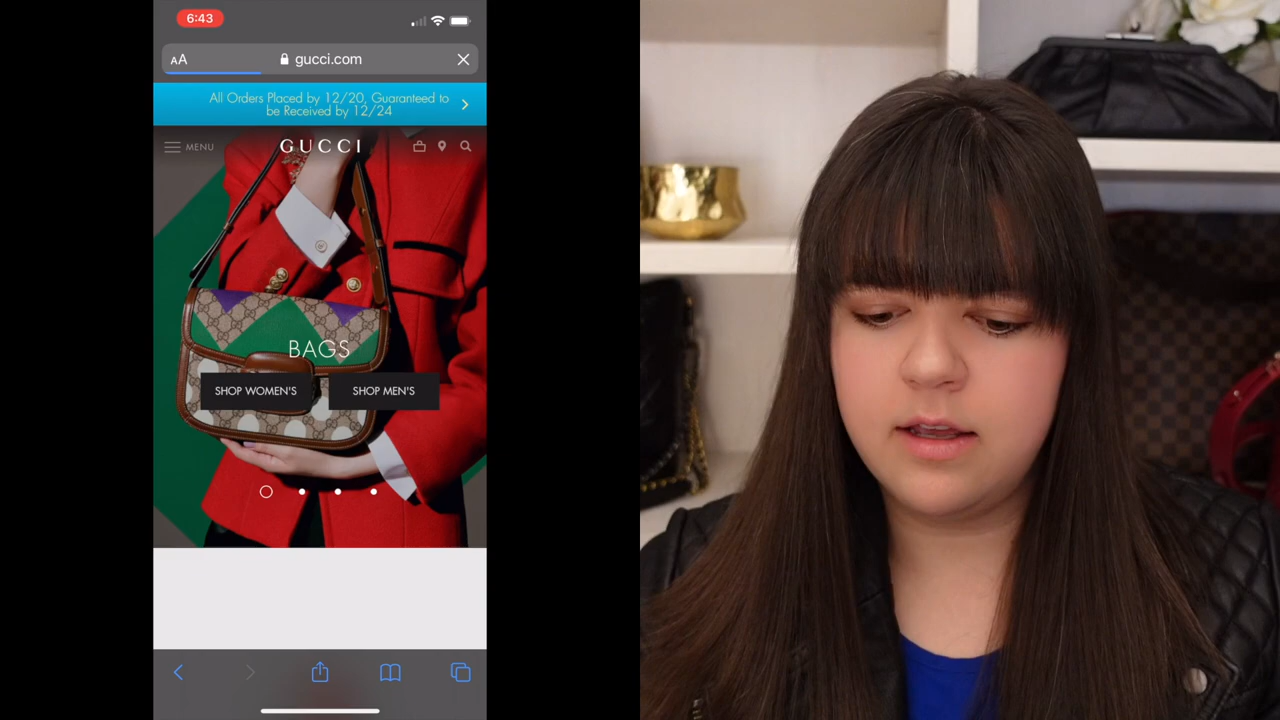 6:43
AA
gucci.com
All Orders Placed by 12/20, Guaranteed to
be Received by 12/24
MENU
GUCCI
BAGS
SHOP WOMEN'S
SHOP MEN'S